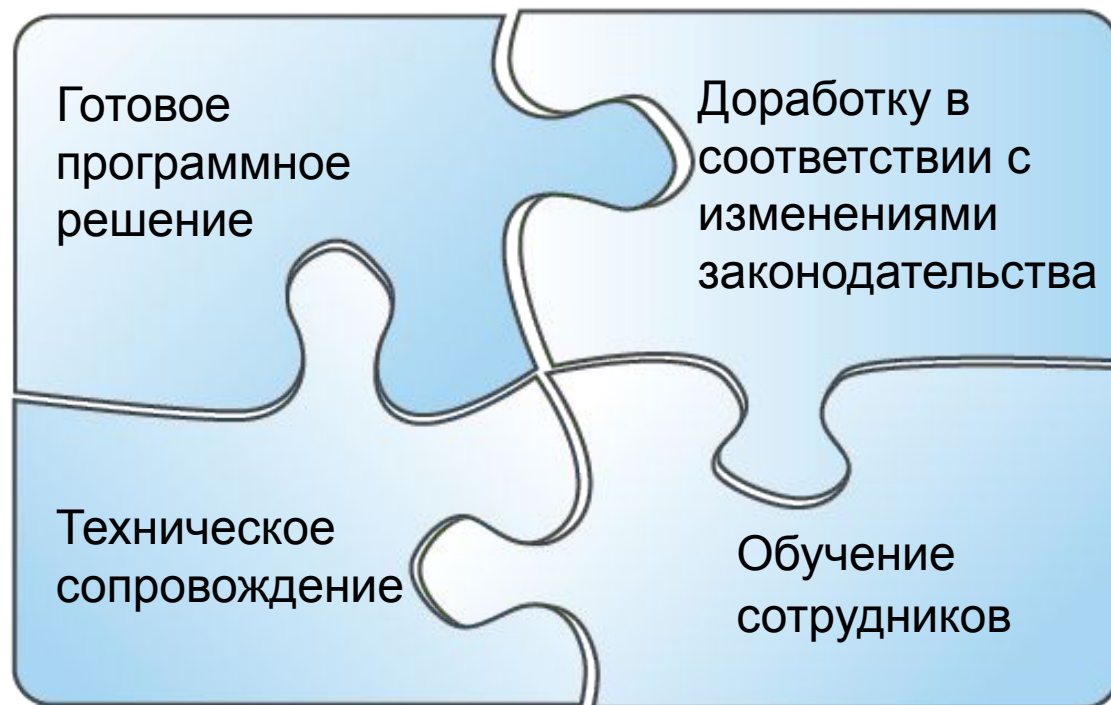 Готовое
программное
решение
Доработку в
соответствии с
изменениями
законодательства
Техническое
сопровождение
Обучение
сотрудников